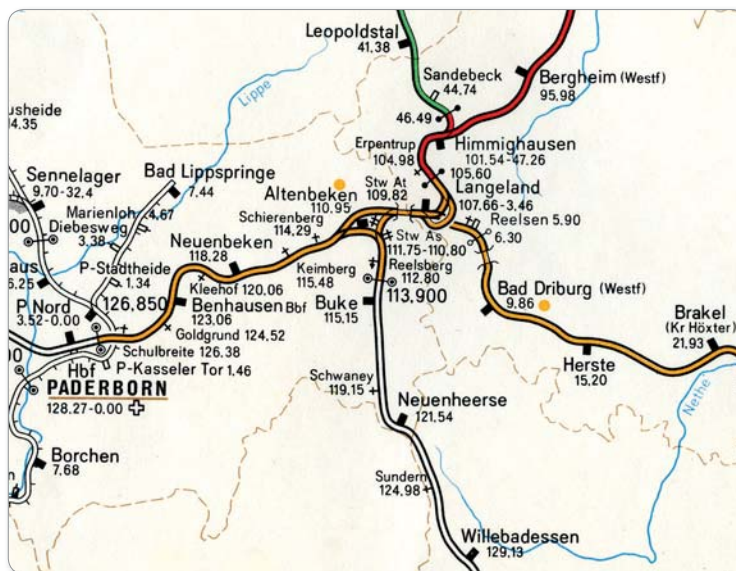 Leopoldstal
41.38
Sandebeck
44.74
Bergheim (Westf)
95.98
Lippe
usheide
4.35
46.49
Erpentrup
104.98
Himmighausen
101.54-47.26
105.60
Sennelager
9.70-32.4
Bad Lippspringe
7.44
Altenbeken
110.95
Stw At
109.82
Langeland
107.66-3.46
Marienloh 4.67
Diebesweg
3.38
00
Schierenberg
114.29
Reelsen 5.90
6.30
Neuenbeken
118.28
Stw As
111.75-110.80
aus
6.25
P-Stadtheide
1.34
Keimberg
115.48
Reelsberg
112.80
Kleehof 120.06
Buke
115,15
113,900
Bad Driburg (Westf)
9.86
P Nord
3.52-0.00
126,850
Benhausen Bbf
123.06
Goldgrund 124.52
Brakel
(Kr Höxter)
21.93
Schulbreite 126.38
00
Hbf
P-Kasseler Tor 1.46
Herste
15,20
PADERBORN
128.27-0.00
Schwaney
119.15
Neuenheerse
121,54
Nethe
Borchen
7.68
n
Sundern
124.98
Willebadessen
129.13